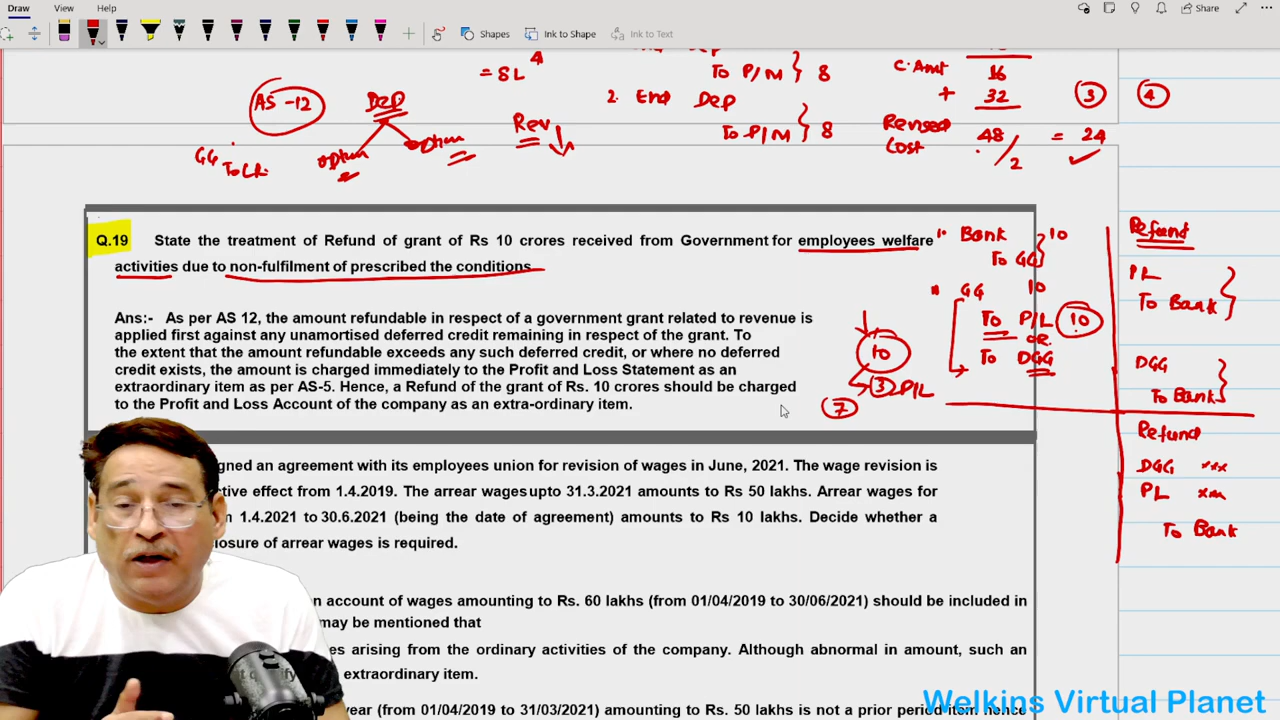 Draw View Help
Share
Shapes Ink to Shape Ink to Text
= 8L 4
To P/M } 8
2. End Dep
To P/M } 8
C. Amt 16
+ 32
Revised Cost 48/2 = 24
3 4
AS-12 Dep
Rev
GG
Q.19 State the treatment of Refund of grant of Rs 10 crores received from Government for employees welfare
activities due to non-fulfilment of prescribed the conditions.
Ans:- As per AS 12, the amount refundable in respect of a government grant related to revenue is
applied first against any unamortised deferred credit remaining in respect of the grant. To
the extent that the amount refundable exceeds any such deferred credit, or where no deferred
credit exists, the amount is charged immediately to the Profit and Loss Statement as an
extraordinary item as per AS-5. Hence, a Refund of the grant of Rs. 10 crores should be charged
to the Profit and Loss Account of the company as an extra-ordinary item.
Bank
To GG } 10
GG 10
To P/L 10
OR
To DGG
10
3 P/L
7
Refund
PL
To Bank }
DGG
To Bank }
Refund
DGG xxx
PL xx
To Bank
gned an agreement with its employees union for revision of wages in June, 2021. The wage revision is
ctive effect from 1.4.2019. The arrear wages upto 31.3.2021 amounts to Rs 50 lakhs. Arrear wages for
1.4.2021 to 30.6.2021 (being the date of agreement) amounts to Rs 10 lakhs. Decide whether a
losure of arrear wages is required.
n account of wages amounting to Rs. 60 lakhs (from 01/04/2019 to 30/06/2021) should be included in
may be mentioned that
es arising from the ordinary activities of the company. Although abnormal in amount, such an
extraordinary item.
year (from 01/04/2019 to 31/03/2021) amounting to Rs. 50 lakhs is not a prior period item hence
Welkins Virtual Planet